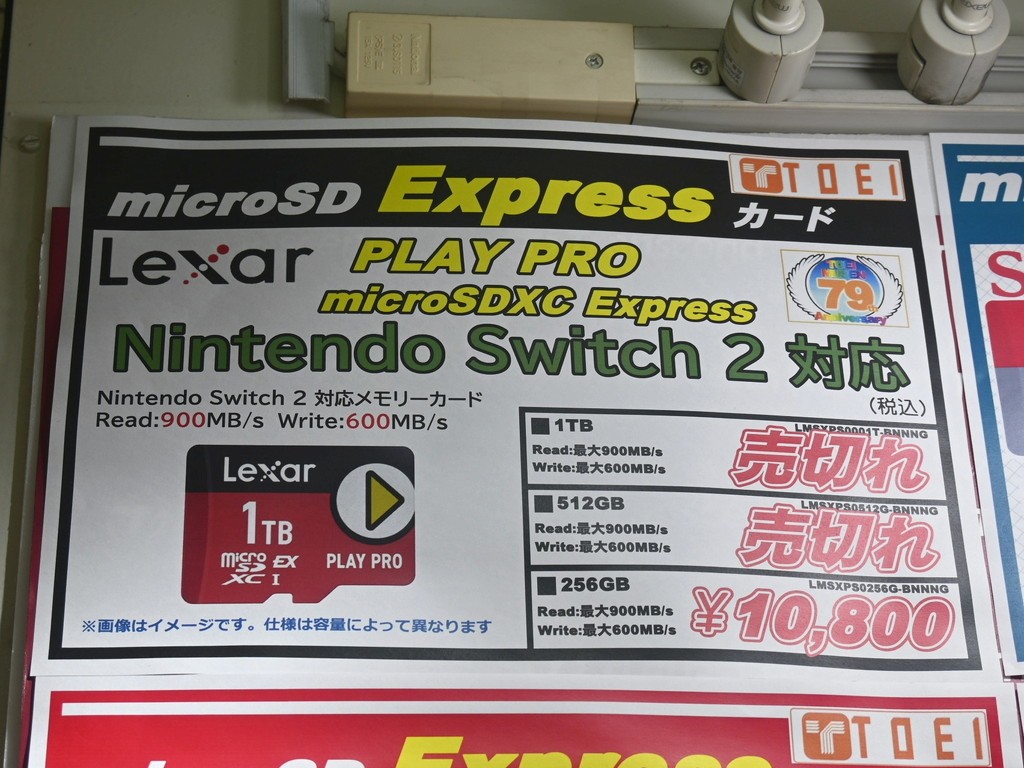 TOEI
microSD Express カード
Lexar PLAY PRO
microSDXC Express
79
Anniversary
Nintendo Switch 2 対応
(税込)
Nintendo Switch 2 対応メモリーカード
Read:900MB/s Write:600MB/s
Lexar
1TB
micro SD XC I EX
PLAY PRO
※画像はイメージです。仕様は容量によって異なります
■1TB
LMSXPS0001T-BNNNG
Read:最大900MB/s
Write:最大600MB/s
売切れ
■512GB
LMSXPS0512G-BNNNG
Read:最大900MB/s
Write:最大600MB/s
売切れ
■256GB
LMSXPS0256G-BNNNG
Read:最大900MB/s
Write:最大600MB/s
¥10,800
m
S
TOEI
Express